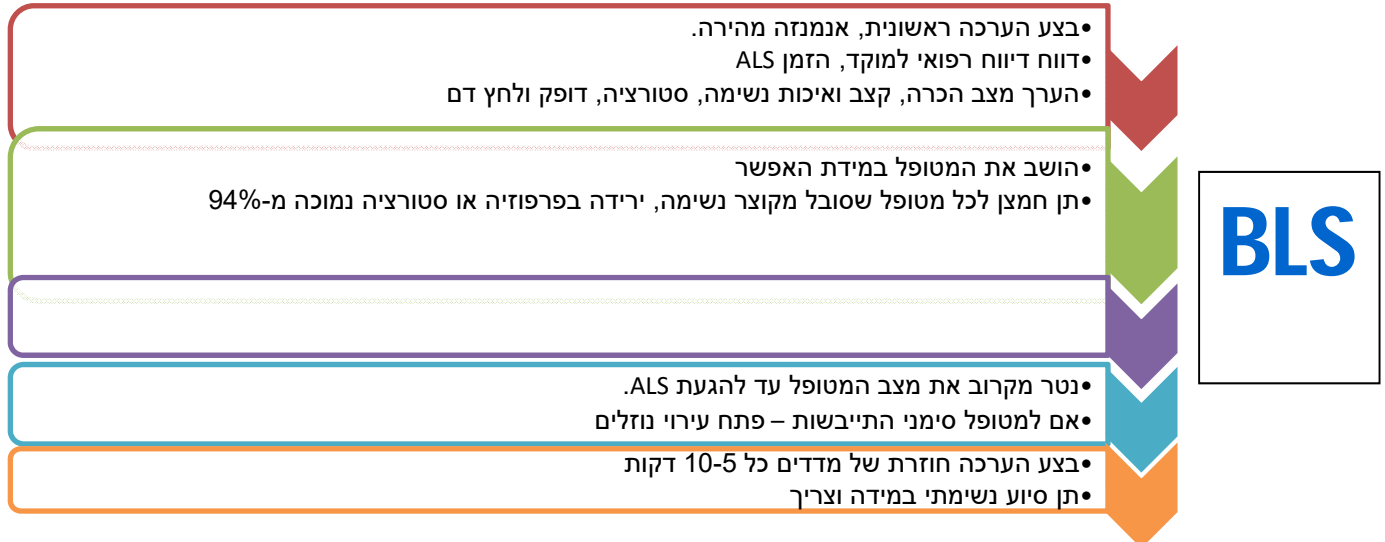 •בצע הערכה ראשונית, אנמנזה מהירה.
•דווח דיווח רפואי למוקד, הזמן ALS
•הערך מצב הכרה, קצב ואיכות נשימה, סטורציה, דופק ולחץ דם
•הושב את המטופל במידת האפשר
•תן חמצן לכל מטופל שסובל מקוצר נשימה, ירידה בפרפוזיה או סטורציה נמוכה מ-94%
BLS
•נטר מקרוב את מצב המטופל עד להגעת ALS.
•אם למטופל סימני התייבשות – פתח עירוי נוזלים
•בצע הערכה חוזרת של מדדים כל 10-5 דקות
•תן סיוע נשימתי במידה וצריך